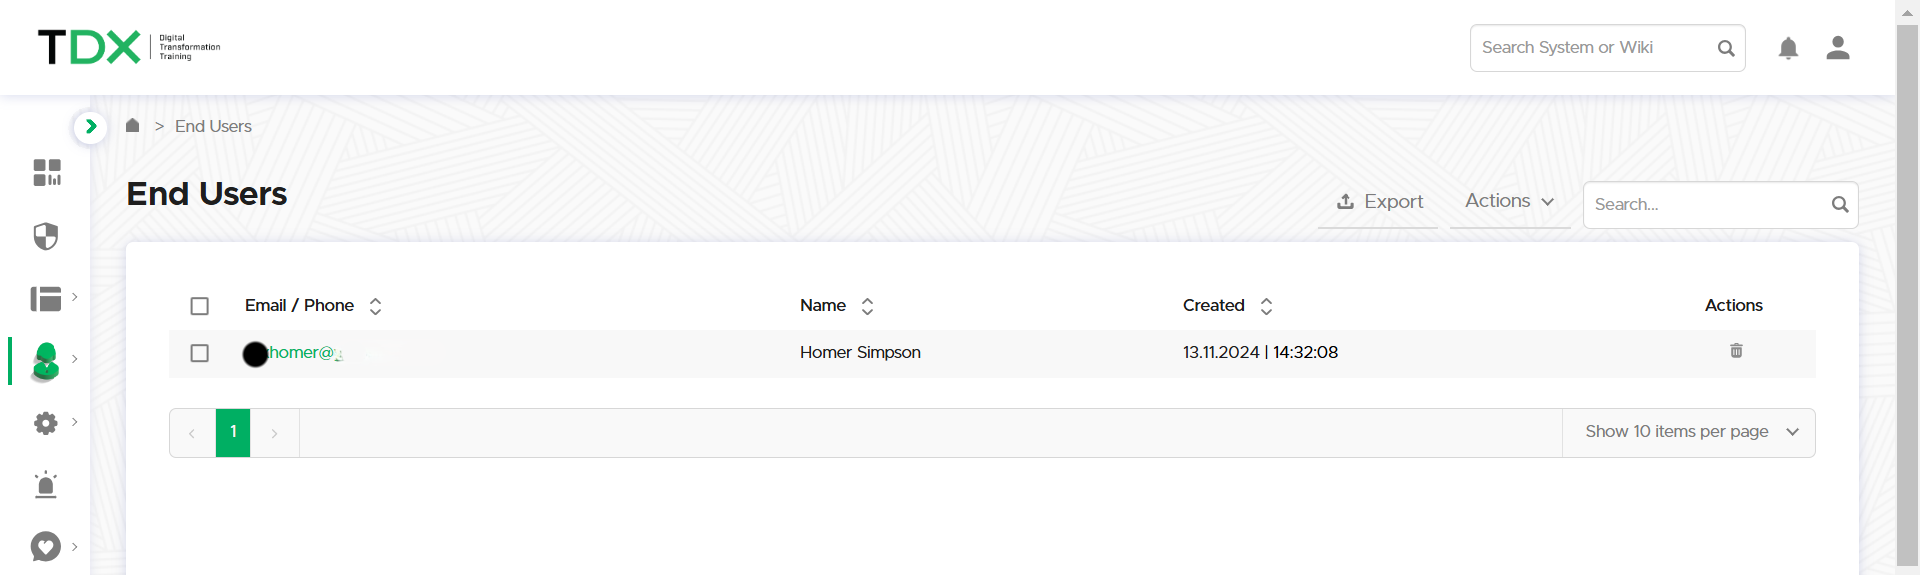 TDX
Digital
Transformation
Training
Search System or Wiki
> End Users
End Users
Export
Actions
Search...
Email / Phone
Name
Created
Actions
homer@
Homer Simpson
13.11.2024 | 14:32:08
< 1 >
Show 10 items per page